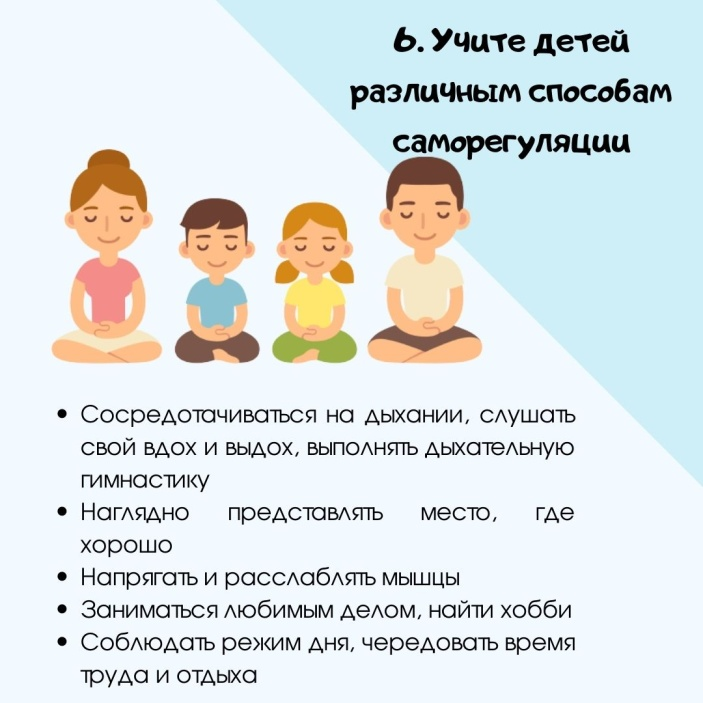 6. Учите детей
различным способам
саморегуляции
• Сосредотачиваться на дыхании, слушать
свой вдох и выдох, выполнять дыхательную
гимнастику
• Наглядно представлять место, где
хорошо
• Напрягать и расслаблять мышцы
• Заниматься любимым делом, найти хобби
• Соблюдать режим дня, чередовать время
труда и отдыха